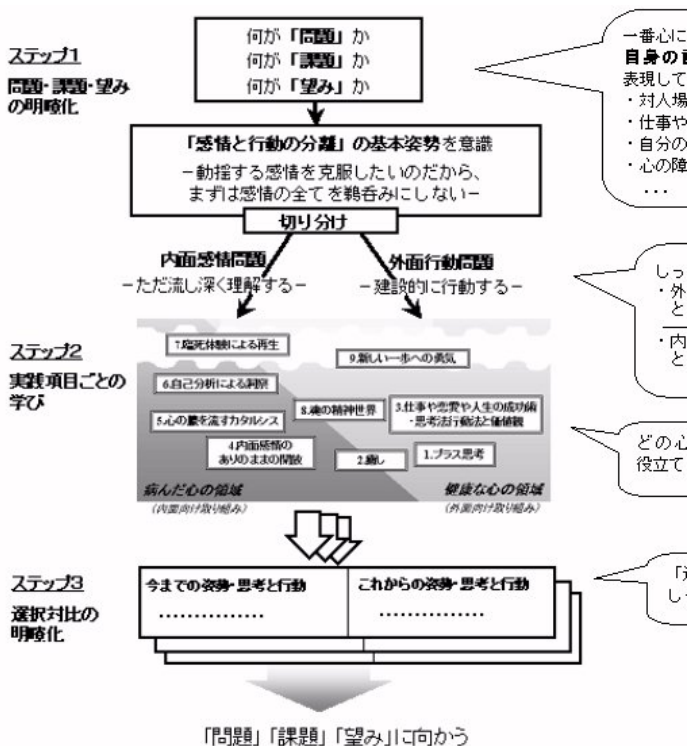 ステップ1
問題・課題・望み
の明確化
何が「問題」か
何が「課題」か
何が「望み」か
一番心に
自身の
表現して
・対人場
・仕事や
・自分の
・心の障
...
「感情と行動の分離」の基本姿勢を意識
－動揺する感情を克服したいのだから、
まずは感情の全てを鵜呑みにしない－
切り分け
内面感情問題
－ただ流し深く理解する－
外面行動問題
－建設的に行動する－
しっ
・外
と
・内
と
ステップ2
実践項目ごとの
学び
7.臨死体験による再生
9.新しい一歩への勇気
6.自己分析による洞察
8.魂の精神世界
3.仕事や恋愛や人生の成功術
・思考法行動法と価値観
5.心の膿を流すカタルシス
4.内面感情の
ありのままの開放
2.癒し
1.プラス思考
病んだ心の領域
(内面向け取り組み)
健康な心の領域
(外面向け取り組み)
どの心
役立て
ステップ3
選択対比の
明確化
今までの姿勢・思考と行動
..............
これからの姿勢・思考と行動
..............
「選
しっ
「問題」「課題」「望み」に向かう